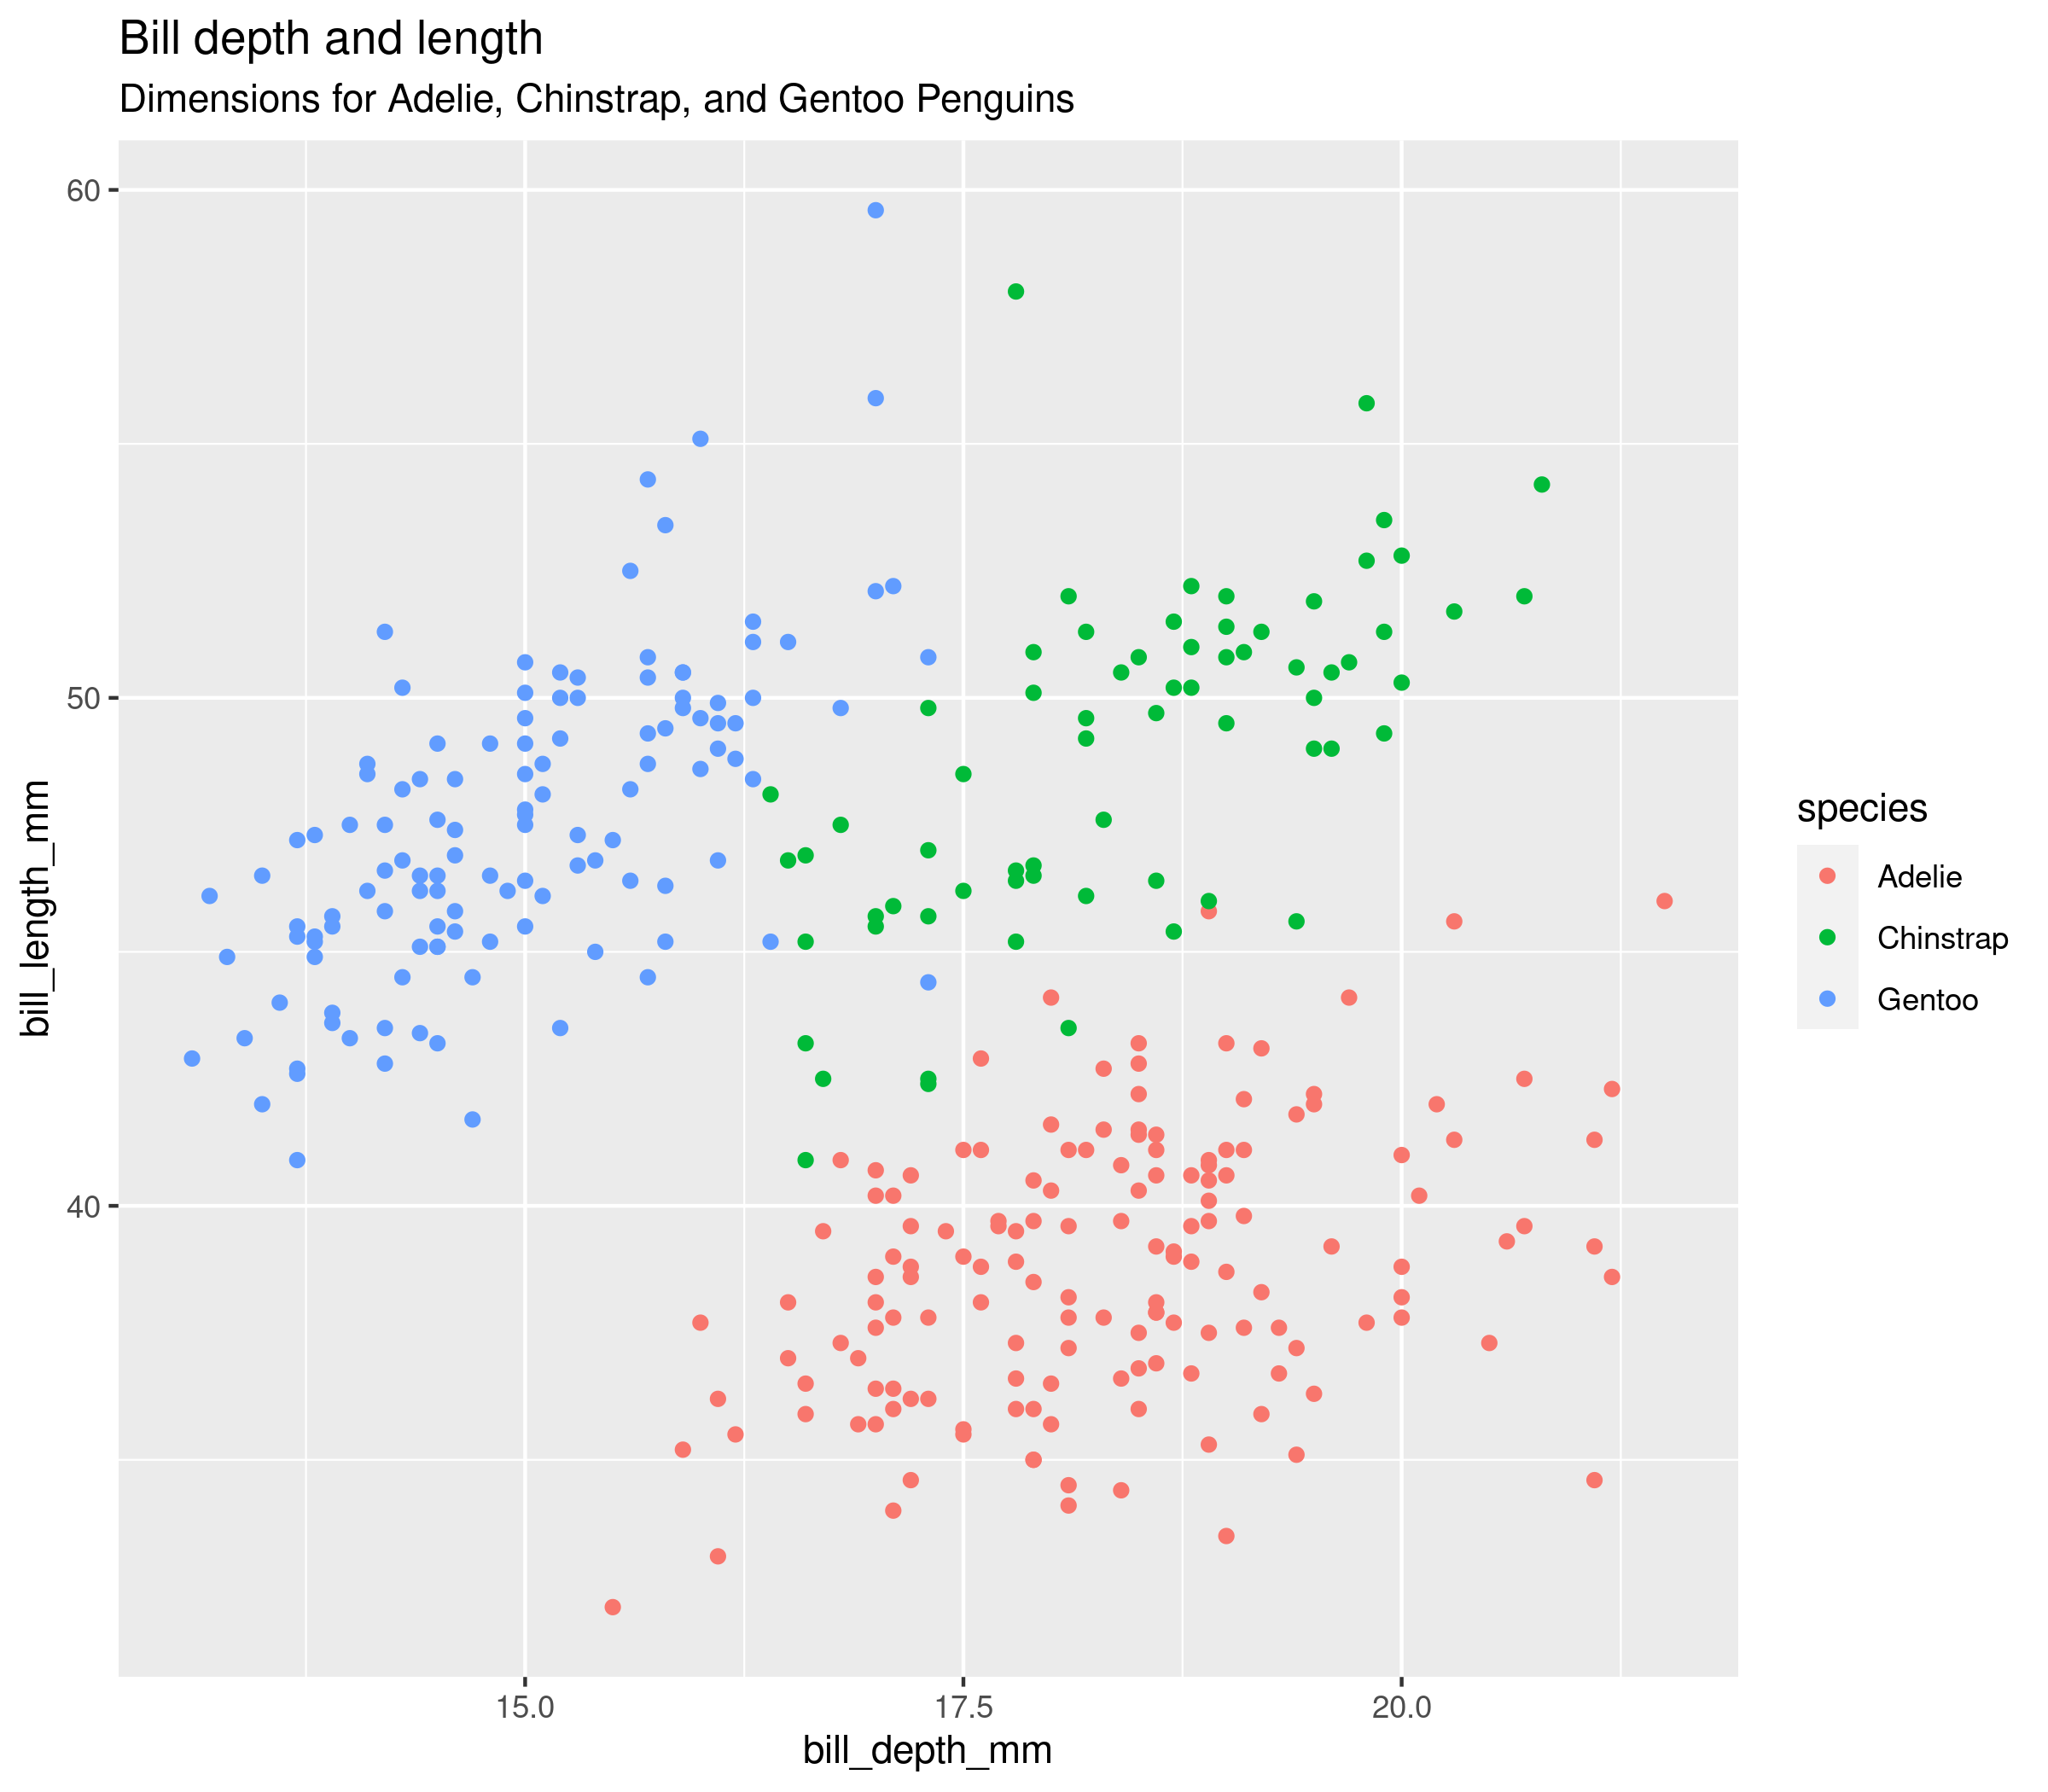 Bill depth and length
Dimensions for Adelie, Chinstrap, and Gentoo Penguins
60
50
40
bill_length_mm
15.0 17.5 20.0
bill_depth_mm
species
Adelie
Chinstrap
Gentoo